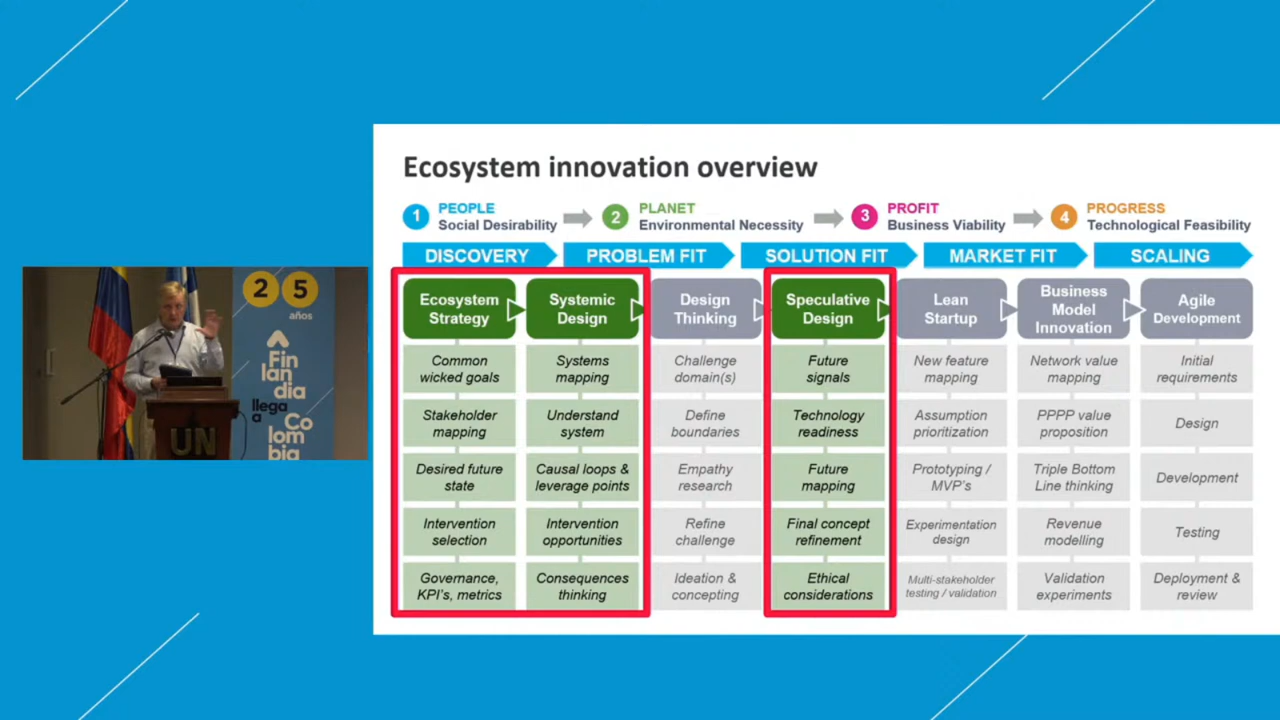 Ecosystem innovation overview
1 PEOPLE
Social Desirability
2 PLANET
Environmental Necessity
3 PROFIT
Business Viability
4 PROGRESS
Technological Feasibility
DISCOVERY
PROBLEM FIT
SOLUTION FIT
MARKET FIT
SCALING
Ecosystem
Strategy
Common
wicked goals
Stakeholder
mapping
Desired future
state
Intervention
selection
Governance,
KPI's, metrics
Systemic
Design
Systems
mapping
Understand
system
Causal loops &
leverage points
Intervention
opportunities
Consequences
thinking
Design
Thinking
Challenge
domain(s)
Define
boundaries
Empathy
research
Refine
challenge
Ideation &
concepting
Speculative
Design
Future
signals
Technology
readiness
Future
mapping
Final concept
refinement
Ethical
considerations
Lean
Startup
New feature
mapping
Assumption
prioritization
Prototyping /
MVP's
Experimentation
design
Multi-stakeholder
testing / validation
Business
Model
Innovation
Network value
mapping
PPPP value
proposition
Triple Bottom
Line thinking
Revenue
modelling
Validation
experiments
Agile
Development
Initial
requirements
Design
Development
Testing
Deployment &
review
25
años
Fin
lan
dia
llega
a
Co
lom
bia
UN